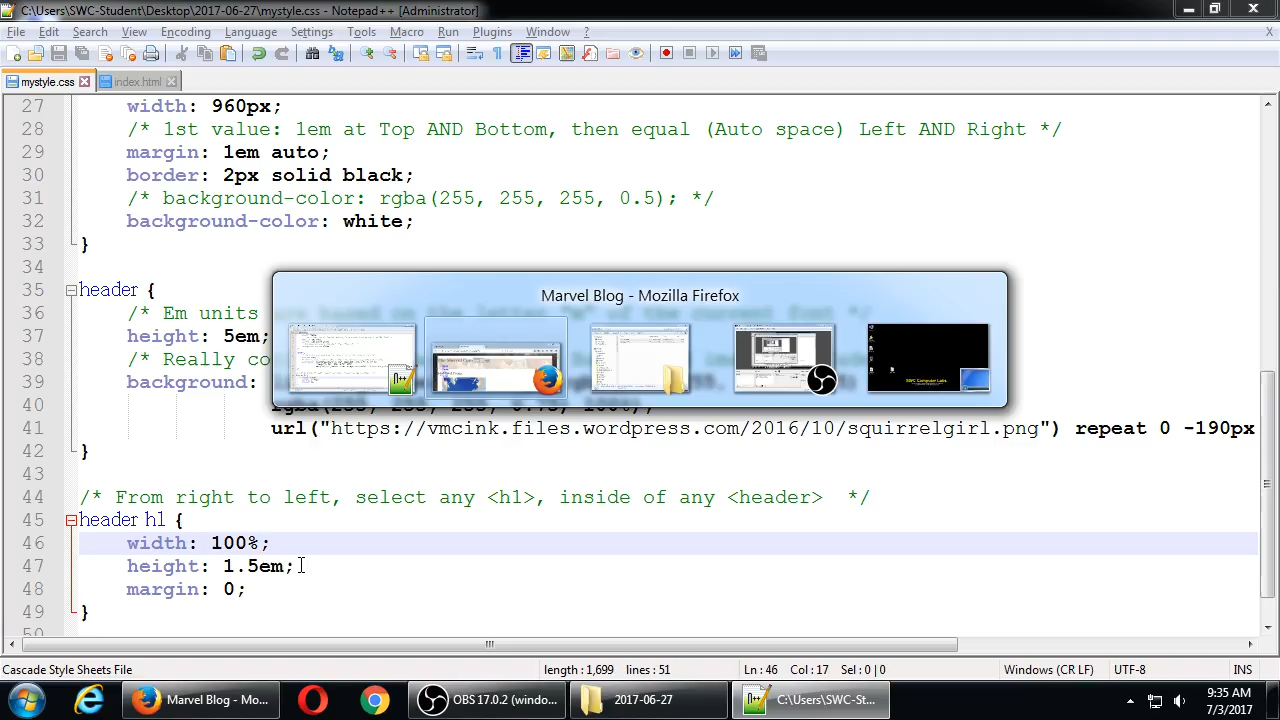 C:\Users\SWC-Student\Desktop\2017-06-27\mystyle.css - Notepad++ [Administrator]
File Edit Search View Encoding Language Settings Tools Macro Run Plugins Window ? X
mystyle.css index.html
27 width: 960px;
28 /* 1st value: 1em at Top AND Bottom, then equal (Auto space) Left AND Right */
29 margin: 1em auto;
30 border: 2px solid black;
31 /* background-color: rgba(255, 255, 255, 0.5); */
32 background-color: white;
33 }
34
35 header {
Marvel Blog - Mozilla Firefox
36 /* Em units
37 height: 5em;
38 /* Really co
39 background:
40 rgba(255, 255, 255, 0.75) 100%),
41 url("https://vmcink.files.wordpress.com/2016/10/squirrelgirl.png") repeat 0 -190px
42 }
43
44 /* From right to left, select any <h1>, inside of any <header> */
45 header h1 {
46 width: 100%;
47 height: 1.5em;
48 margin: 0;
49 }
50
Cascade Style Sheets File length : 1,699 lines : 51 Ln : 46 Col : 17 Sel : 0 | 0 Windows (CR LF) UTF-8 INS
Marvel Blog - Mo... OBS 17.0.2 (windo... 2017-06-27 C:\Users\SWC-St... 9:35 AM
7/3/2017